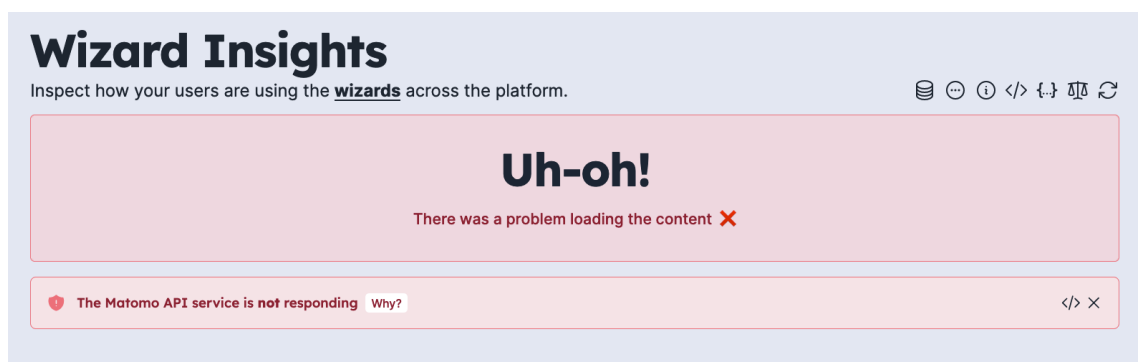 Wizard Insights
Inspect how your users are using the wizards across the platform.
</> {...}
Uh-oh!
There was a problem loading the content ❌
The Matomo API service is not responding Why?
</>